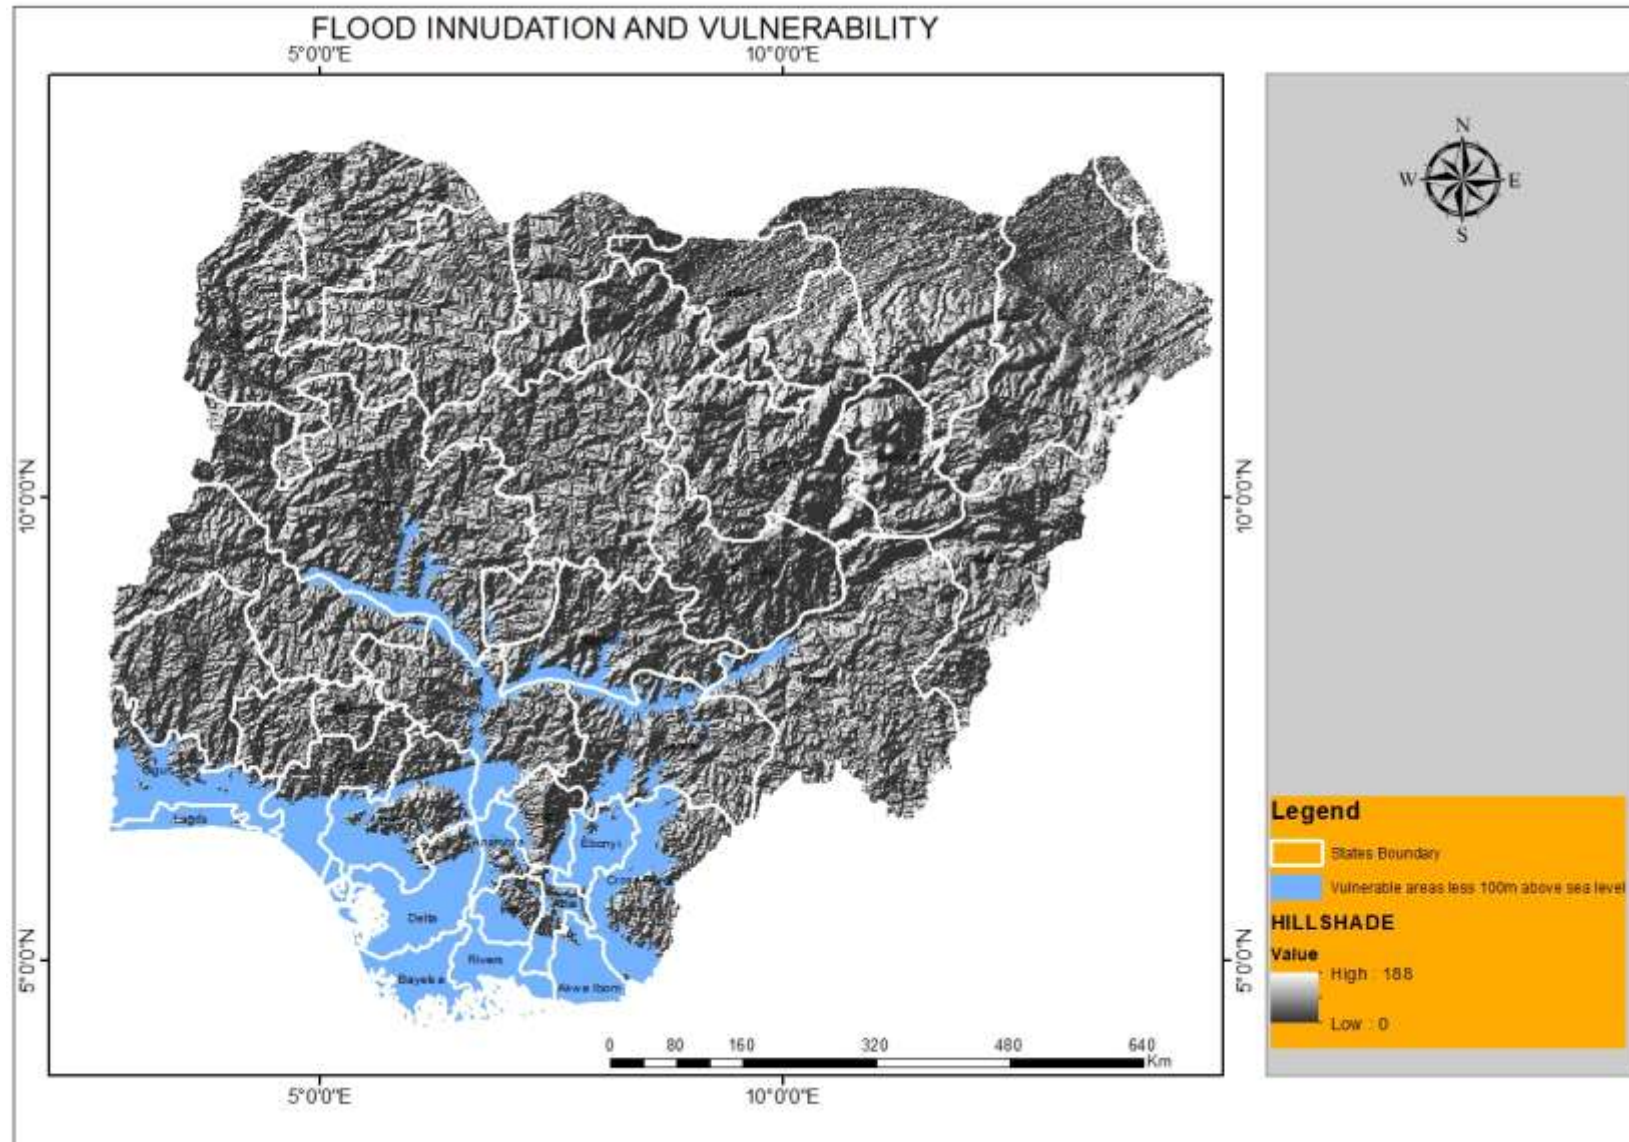 FLOOD INNUDATION AND VULNERABILITY
5°0'0"E
10°0'0"E
N
W
E
S
10°0'0"N
10°0'0"N
Ogun
Lagos
Anambra
Ebonyi
Cross River
Abia
Delta
Rivers
Bayelsa
Akwa Ibom
5°0'0"N
5°0'0"N
0 80 160 320 480 640
Km
5°0'0"E
10°0'0"E
Legend
States Boundary
Vulnerable areas less 100m above sea level
HILLSHADE
Value
High : 188
Low : 0